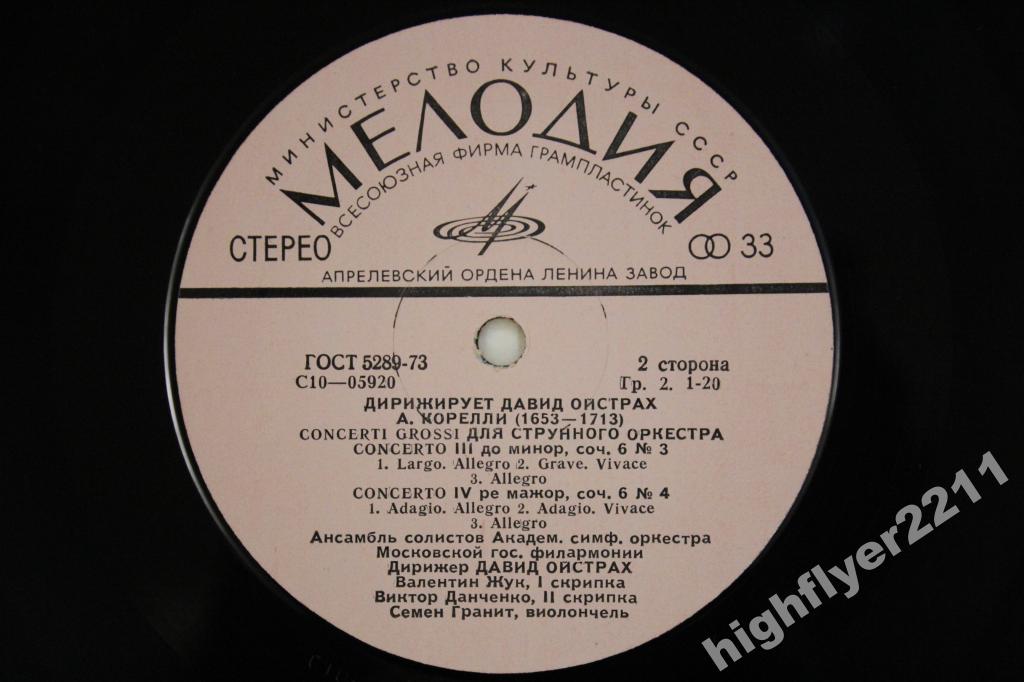 МИНИСТЕРСТВО КУЛЬТУРЫ СССР
МЕЛОДИЯ
ВСЕСОЮЗНАЯ ФИРМА ГРАМПЛАСТИНОК
СТЕРЕО
33
АПРЕЛЕВСКИЙ ОРДЕНА ЛЕНИНА ЗАВОД
ГОСТ 5289-73
2 сторона
С10—05920
Гр. 2. 1-20
ДИРИЖИРУЕТ ДАВИД ОЙСТРАХ
А. КОРЕЛЛИ (1653—1713)
CONCERTI GROSSI ДЛЯ СТРУННОГО ОРКЕСТРА
CONCERTO III до минор, соч. 6 № 3
1. Largo. Allegro 2. Grave. Vivace
3. Allegro
CONCERTO IV ре мажор, соч. 6 № 4
1. Adagio. Allegro 2. Adagio. Vivace
3. Allegro
Ансамбль солистов Академ. симф. оркестра
Московской гос. филармонии
Дирижер ДАВИД ОЙСТРАХ
Валентин Жук, I скрипка
Виктор Данченко, II скрипка
Семен Гранит, виолончель
highflyer2211